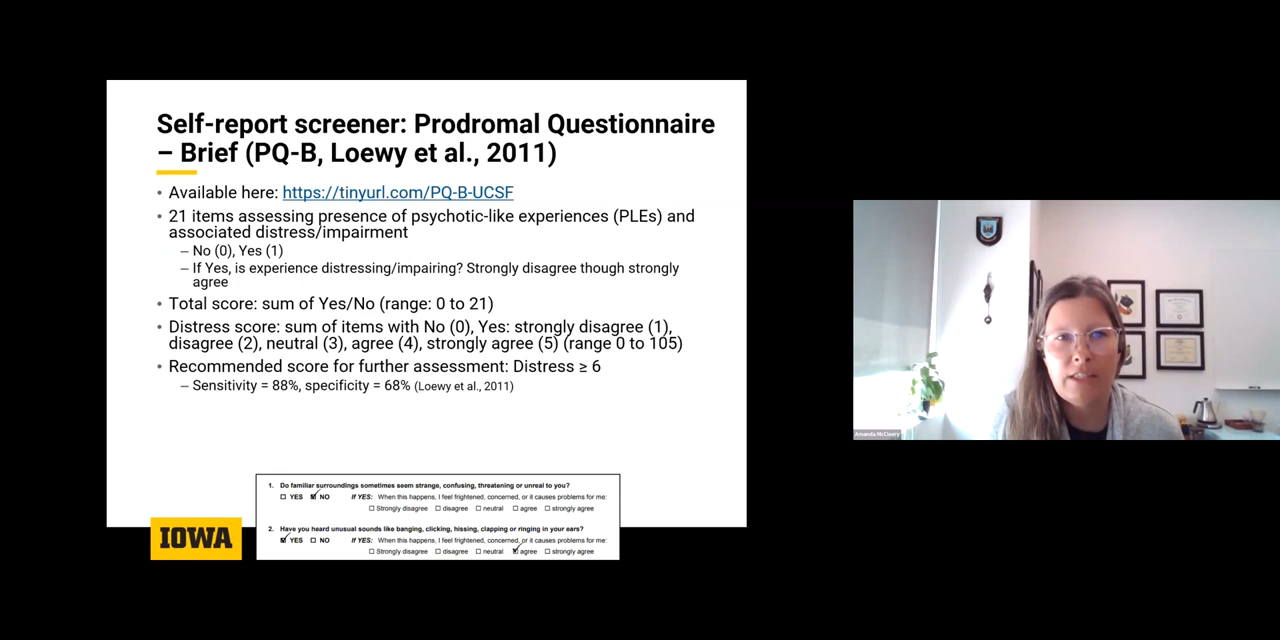 Self-report screener: Prodromal Questionnaire
– Brief (PQ-B, Loewy et al., 2011)
• Available here: https://tinyurl.com/PQ-B-UCSF
• 21 items assessing presence of psychotic-like experiences (PLEs) and
associated distress/impairment
– No (0), Yes (1)
– If Yes, is experience distressing/impairing? Strongly disagree though strongly
agree
• Total score: sum of Yes/No (range: 0 to 21)
• Distress score: sum of items with No (0), Yes: strongly disagree (1),
disagree (2), neutral (3), agree (4), strongly agree (5) (range 0 to 105)
• Recommended score for further assessment: Distress ≥ 6
– Sensitivity = 88%, specificity = 68% (Loewy et al., 2011)
1. Do familiar surroundings sometimes seem strange, confusing, threatening or unreal to you?
☐ YES ☑ NO If YES: When this happens, I feel frightened, concerned, or it causes problems for me:
☐ Strongly disagree ☐ disagree ☐ neutral ☐ agree ☐ strongly agree
2. Have you heard unusual sounds like banging, clicking, hissing, clapping or ringing in your ears?
☑ YES ☐ NO If YES: When this happens, I feel frightened, concerned, or it causes problems for me:
☐ Strongly disagree ☐ disagree ☐ neutral ☑ agree ☐ strongly agree
IOWA
Amanda McCleery